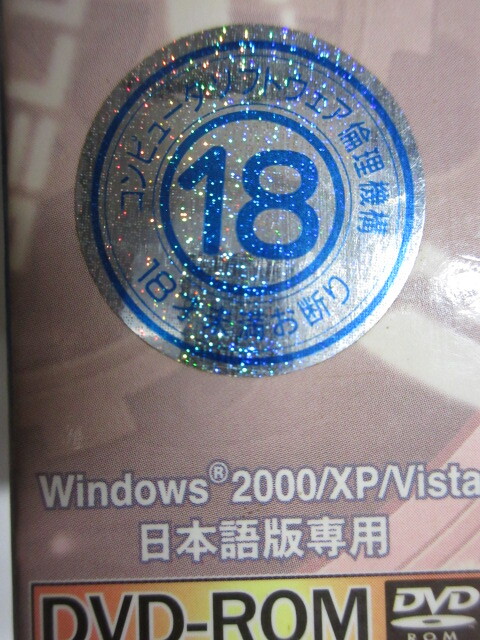 コンピュータソフトウェア倫理機構
18
18才未満お断り
Windows® 2000/XP/Vista
日本語版専用
DVD-ROM
DVD
ROM